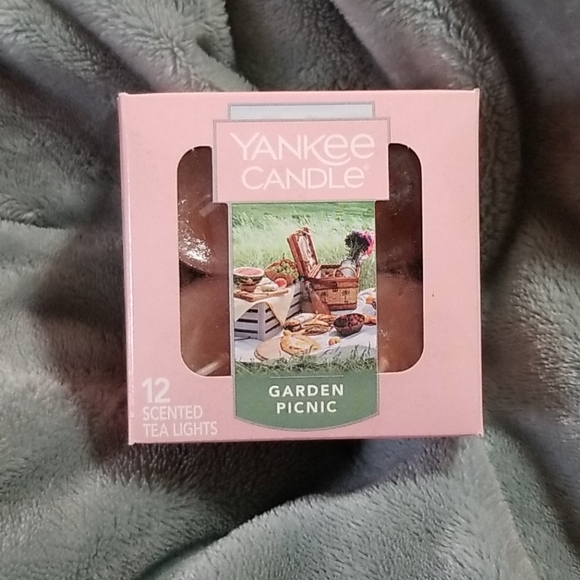 YANKEE
CANDLE®
GARDEN
PICNIC
12
SCENTED
TEA LIGHTS